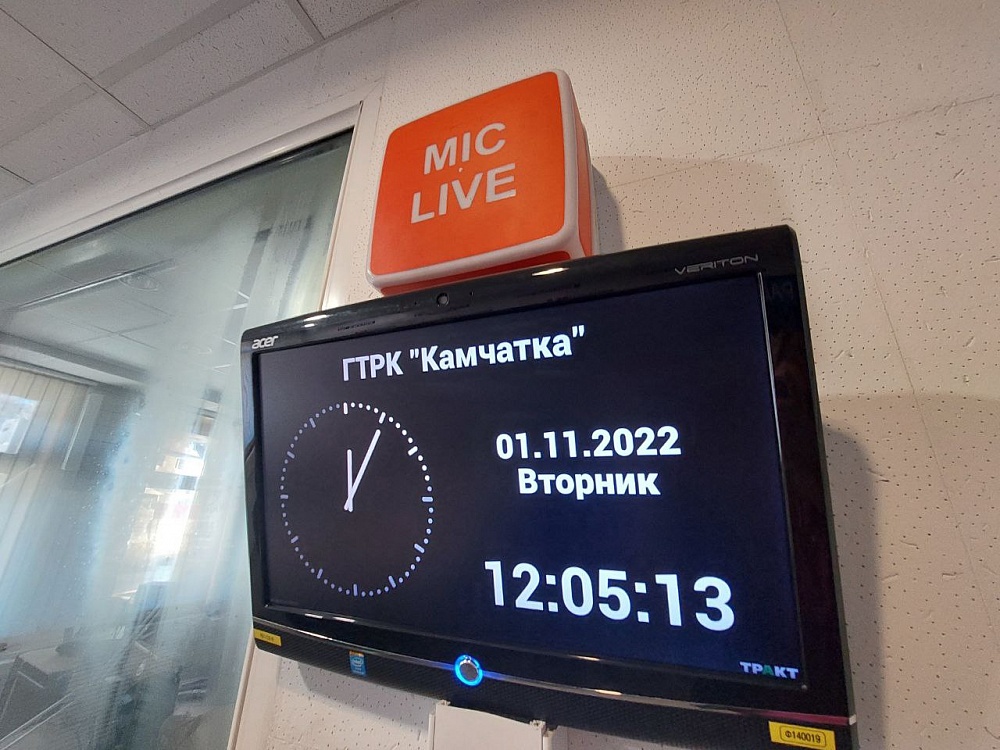 MIC
LIVE
VERITON
acer
ГТРК "Камчатка"
01.11.2022
Вторник
12:05:13
ТРАКТ
Ф140019